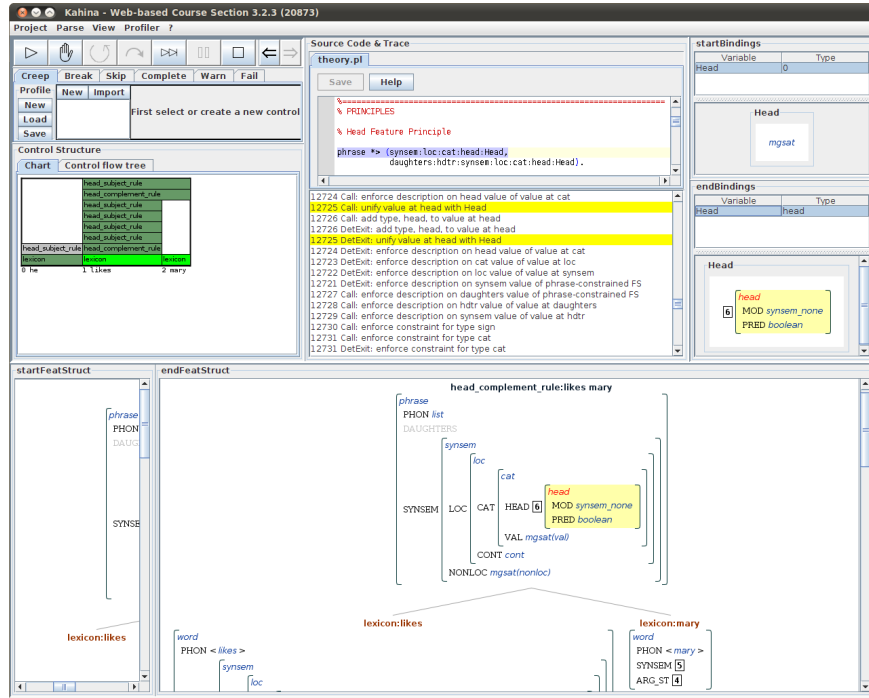 Kahina - Web-based Course Section 3.2.3 (20873)
Project Parse View Profiler ?
Creep Break Skip Complete Warn Fail
Profile
New
Load
Save
New Import
First select or create a new control
Control Structure
Chart Control flow tree
head_subject_rule
head_complement_rule
head_subject_rule
head_subject_rule
head_subject_rule
head_subject_rule
head_subject_rule head_complement_rule
lexicon lexicon lexicon
0 he 1 likes 2 mary
Source Code & Trace
theory.pl
Save Help
%====================================================================
% PRINCIPLES
% Head Feature Principle
phrase *> (synsem:loc:cat:head:Head,
daughters:hdtr:synsem:loc:cat:head:Head).
12724 Call: enforce description on head value of value at cat
12725 Call: unify value at head with Head
12726 Call: add type, head, to value at head
12726 DetExit: add type, head, to value at head
12725 DetExit: unify value at head with Head
12724 DetExit: enforce description on head value of value at cat
12723 DetExit: enforce description on cat value of value at loc
12722 DetExit: enforce description on loc value of value at synsem
12721 DetExit: enforce description on synsem value of phrase-constrained FS
12727 Call: enforce description on daughters value of phrase-constrained FS
12728 Call: enforce description on hdtr value of value at daughters
12729 Call: enforce description on synsem value of value at hdtr
12730 Call: enforce constraint for type sign
12731 Call: enforce constraint for type cat
12731 DetExit: enforce constraint for type cat
startBindings
Variable Type
Head 0
Head
mgsat
endBindings
Variable Type
Head head
Head
head
6 MOD synsem_none
PRED boolean
startFeatStruct
phrase
PHON
DAUG
SYNSE
lexicon:likes
endFeatStruct
head_complement_rule:likes mary
phrase
PHON list
DAUGHTERS
synsem
loc
cat
head
SYNSEM LOC CAT HEAD 6 MOD synsem_none
PRED boolean
VAL mgsat(val)
CONT cont
NONLOC mgsat(nonloc)
lexicon:likes lexicon:mary
word
PHON < likes >
synsem
loc
word
PHON < mary >
SYNSEM 5
ARG_ST 4